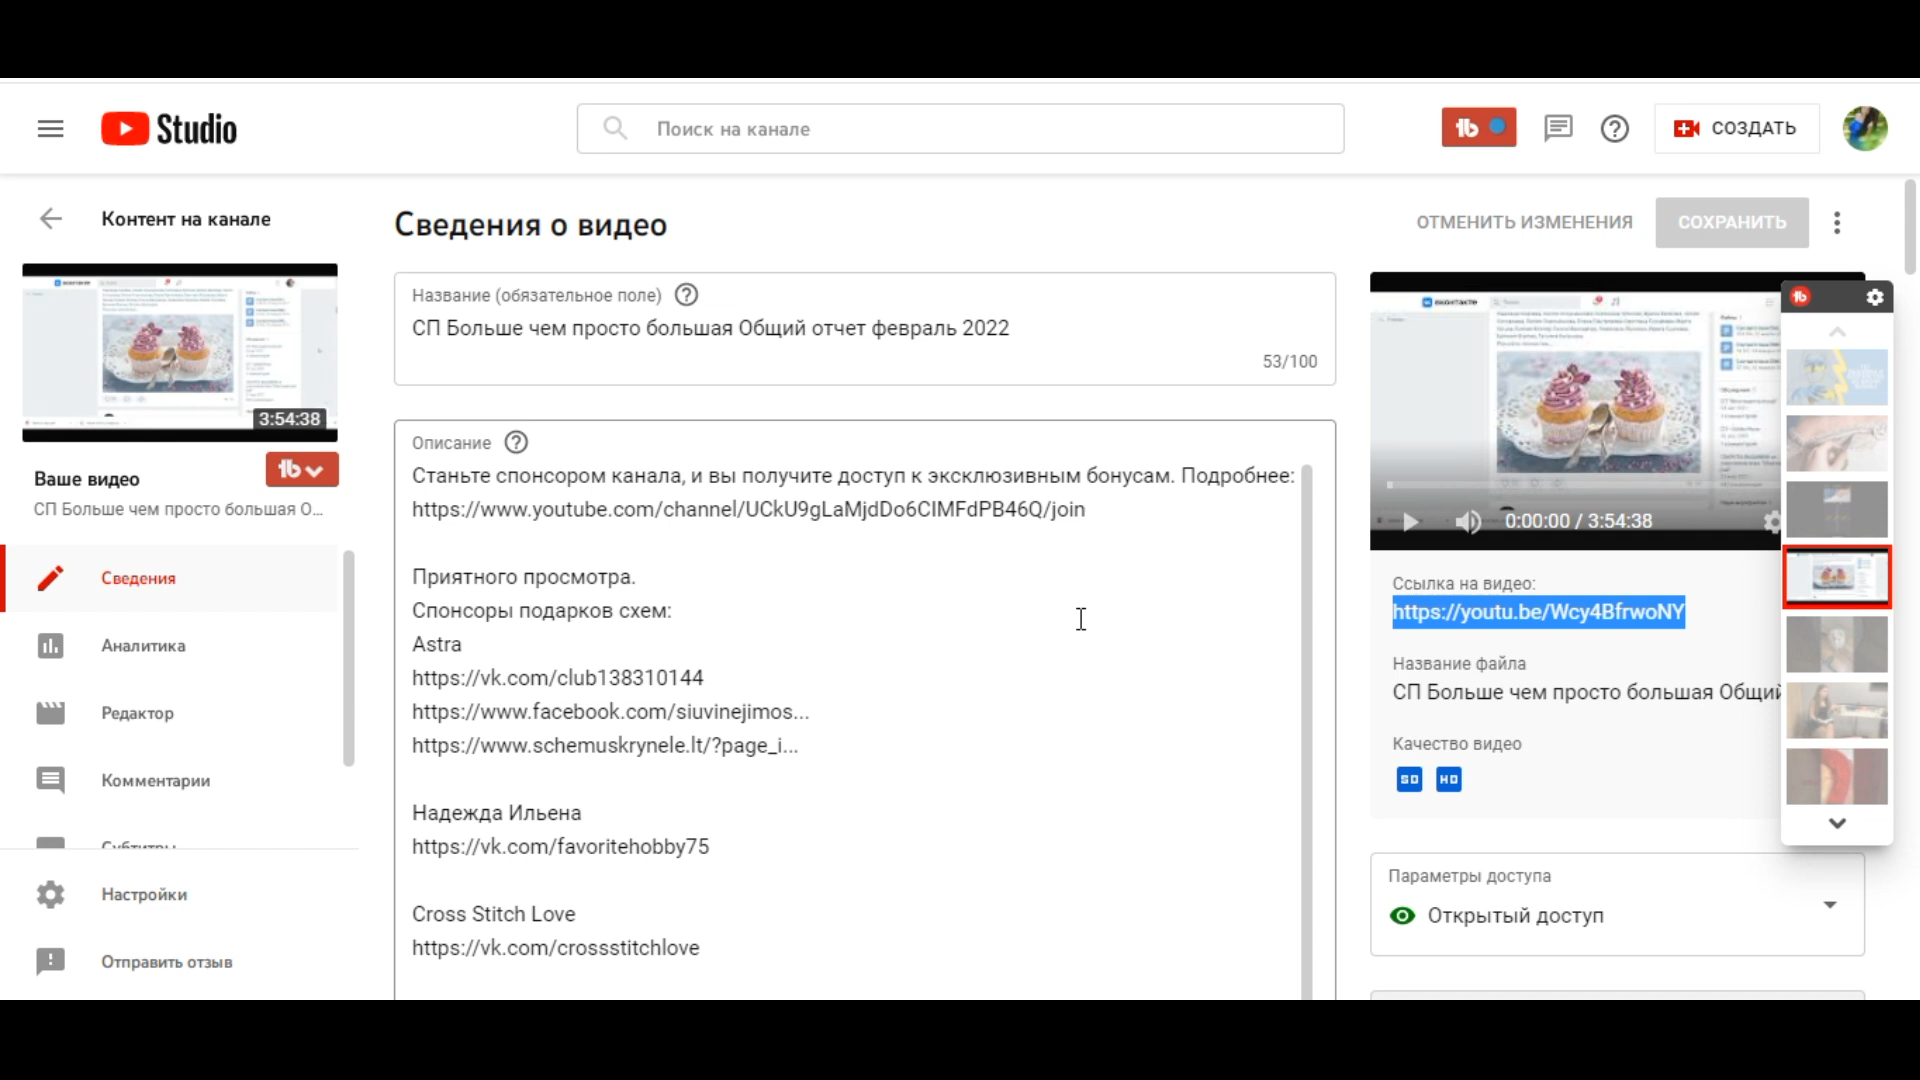 Studio
Поиск на канале
СОЗДАТЬ
Контент на канале
3:54:38
Ваше видео
СП Больше чем просто большая О...
Сведения
Аналитика
Редактор
Комментарии
Субтитры
Настройки
Отправить отзыв
Сведения о видео
ОТМЕНИТЬ ИЗМЕНЕНИЯ
СОХРАНИТЬ
Название (обязательное поле)
СП Больше чем просто большая Общий отчет февраль 2022
53/100
Описание
Станьте спонсором канала, и вы получите доступ к эксклюзивным бонусам. Подробнее:
https://www.youtube.com/channel/UCkU9gLaMjdDo6CIMFdPB46Q/join
Приятного просмотра.
Спонсоры подарков схем:
Astra
https://vk.com/club138310144
https://www.facebook.com/siuvinejimos...
https://www.schemuskrynele.lt/?page_i...
Надежда Ильена
https://vk.com/favoritehobby75
Cross Stitch Love
https://vk.com/crossstitchlove
0:00:00 / 3:54:38
Ссылка на видео:
https://youtu.be/Wcy4BfrwoNY
Название файла
СП Больше чем просто большая Общий
Качество видео
SD HD
Параметры доступа
Открытый доступ